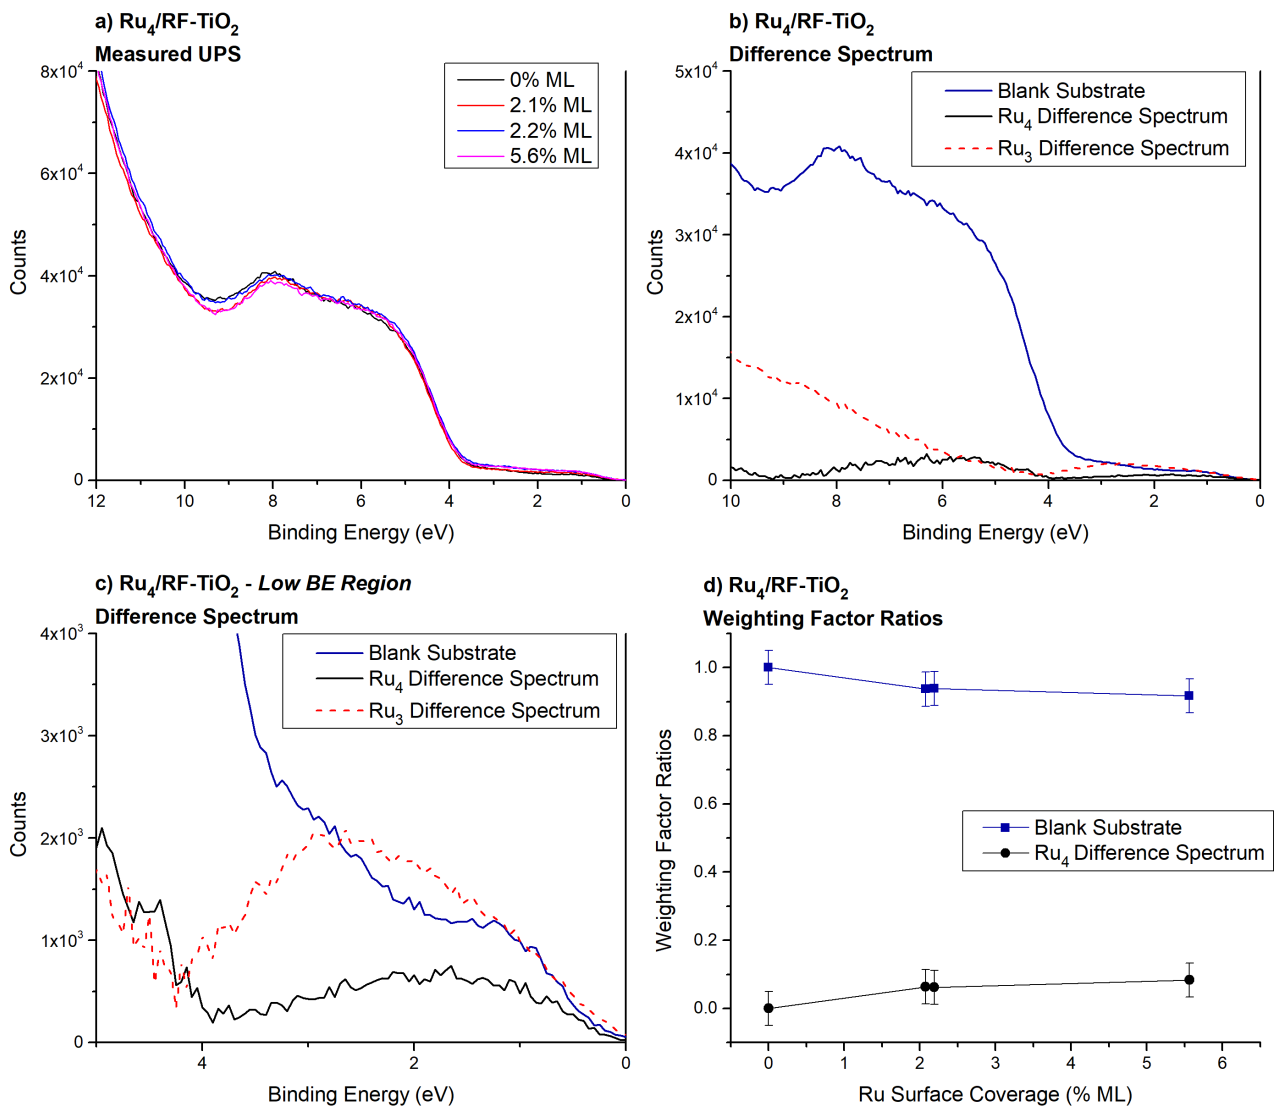 a) Ru4/RF-TiO2
Measured UPS
8x10^4
6x10^4
4x10^4
2x10^4
0
Counts
12
10
8
6
4
2
0
Binding Energy (eV)
0% ML
2.1% ML
2.2% ML
5.6% ML
b) Ru4/RF-TiO2
Difference Spectrum
5x10^4
4x10^4
3x10^4
2x10^4
1x10^4
0
Counts
10
8
6
4
2
0
Binding Energy (eV)
Blank Substrate
Ru4 Difference Spectrum
Ru3 Difference Spectrum
c) Ru4/RF-TiO2 - Low BE Region
Difference Spectrum
4x10^3
3x10^3
2x10^3
1x10^3
0
Counts
4
2
0
Binding Energy (eV)
Blank Substrate
Ru4 Difference Spectrum
Ru3 Difference Spectrum
d) Ru4/RF-TiO2
Weighting Factor Ratios
1.0
0.8
0.6
0.4
0.2
0.0
Weighting Factor Ratios
0
1
2
3
4
5
6
Ru Surface Coverage (% ML)
Blank Substrate
Ru4 Difference Spectrum